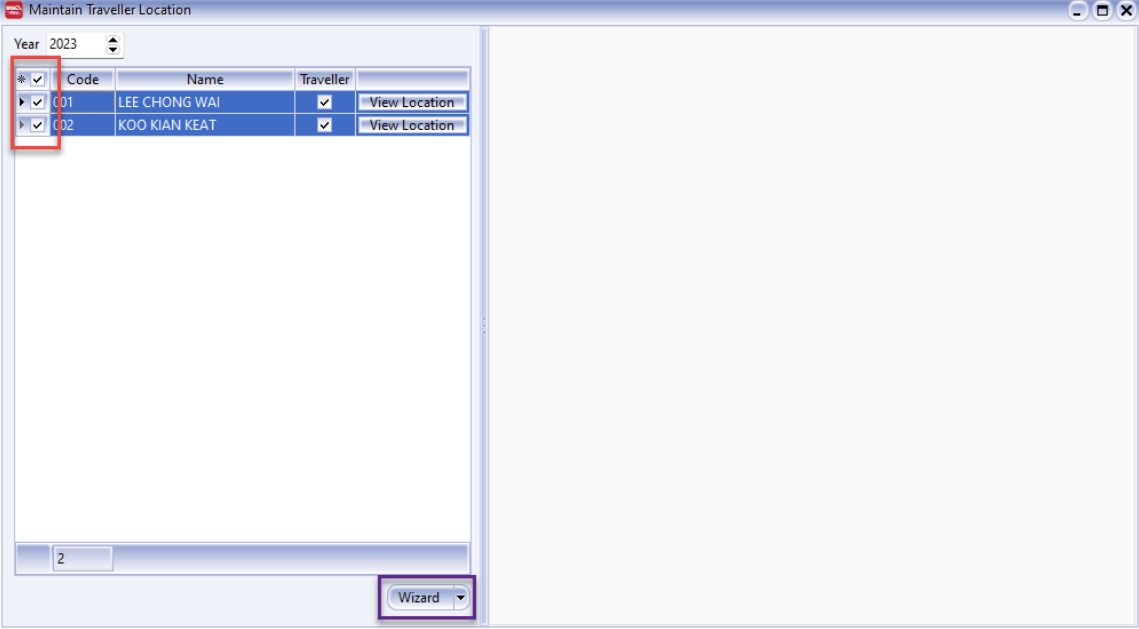 Maintain Traveller Location
Year 2023
Code Name Traveller
001 LEE CHONG WAI View Location
002 KOO KIAN KEAT View Location
2
Wizard